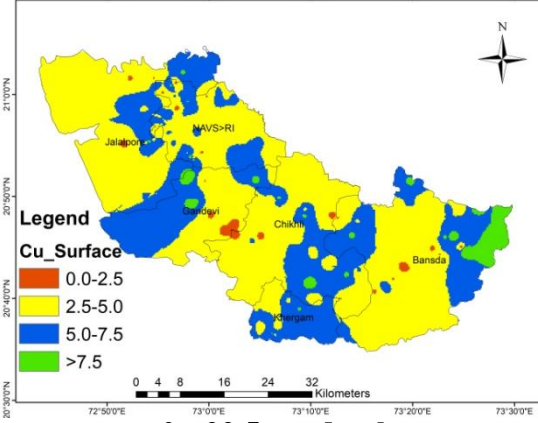 N
21°0'0"N
20°50'0"N
20°40'0"N
20°30'0"N
Jalalpore
NAVS>RI
Gandevi
Chikhli
Bansda
Khergam
Legend
Cu_Surface
0.0-2.5
2.5-5.0
5.0-7.5
>7.5
0 4 8 16 24 32
Kilometers
72°50'0"E 73°0'0"E 73°10'0"E 73°20'0"E 73°30'0"E